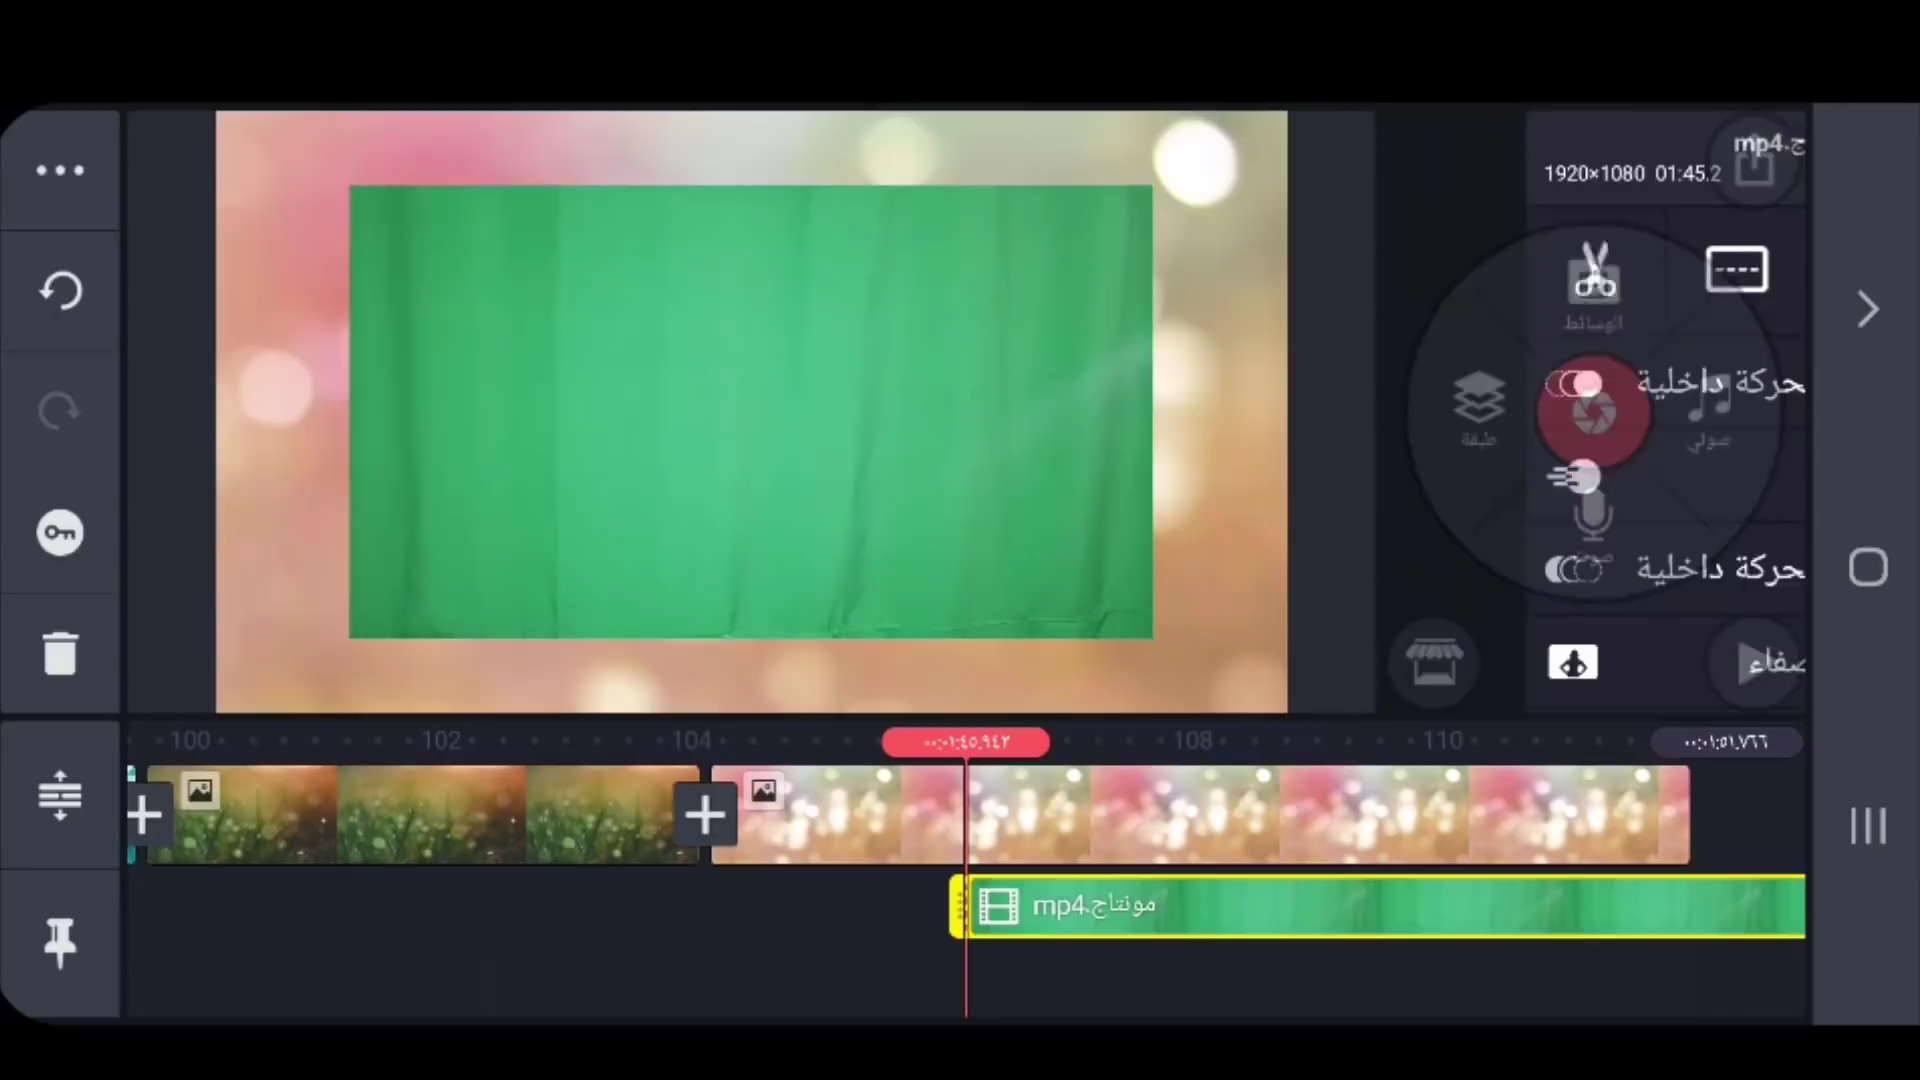 ج.mp4
1920×1080 01:45.2
الوسائط
حركة داخلية
طبقة
صوتي
حركة داخلية
صفاء
100
102
104
٠٠:٠١:٤٥,٩٤٢
108
110
٠٠:٠١:٥١,٧٦٦
مونتاج.mp4